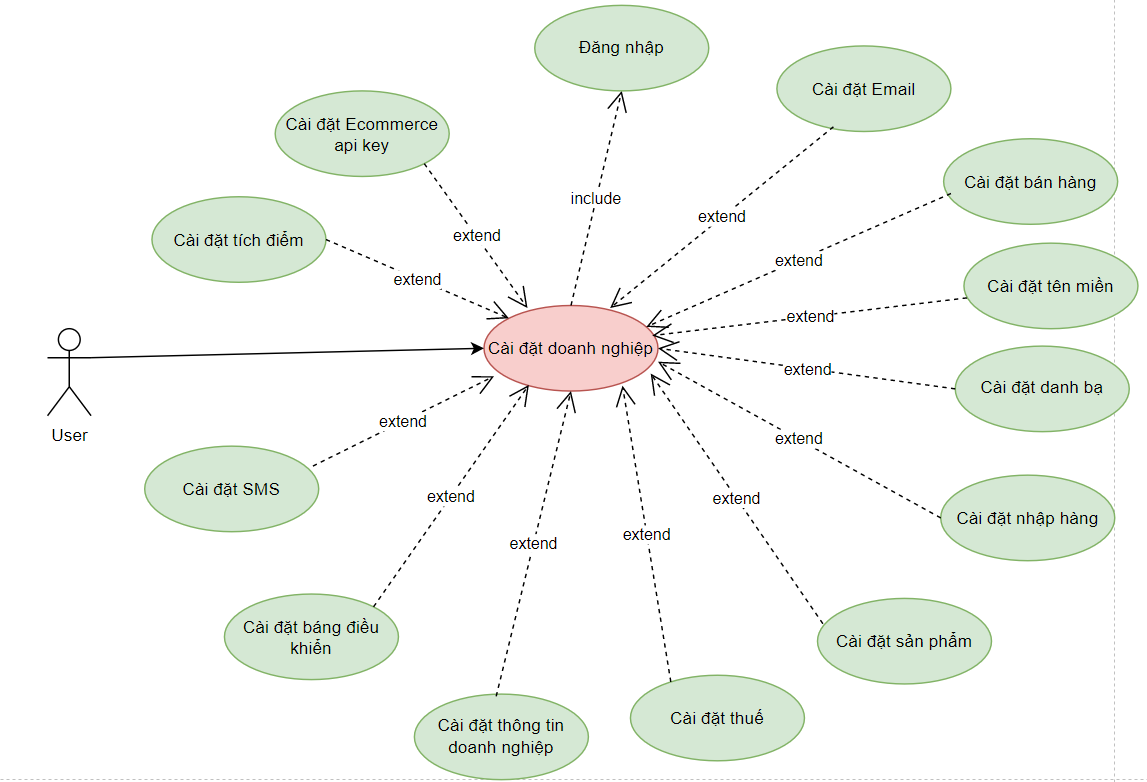 Đăng nhập
Cài đặt Email
Cài đặt Ecommerce
api key
include
extend
Cài đặt bán hàng
extend
Cài đặt tích điểm
extend
extend
Cài đặt tên miền
extend
User
Cài đặt doanh nghiệp
extend
Cài đặt danh bạ
extend
extend
Cài đặt SMS
extend
extend
Cài đặt nhập hàng
extend
extend
Cài đặt báng điều
khiển
Cài đặt sản phẩm
Cài đặt thông tin
doanh nghiệp
Cài đặt thuế